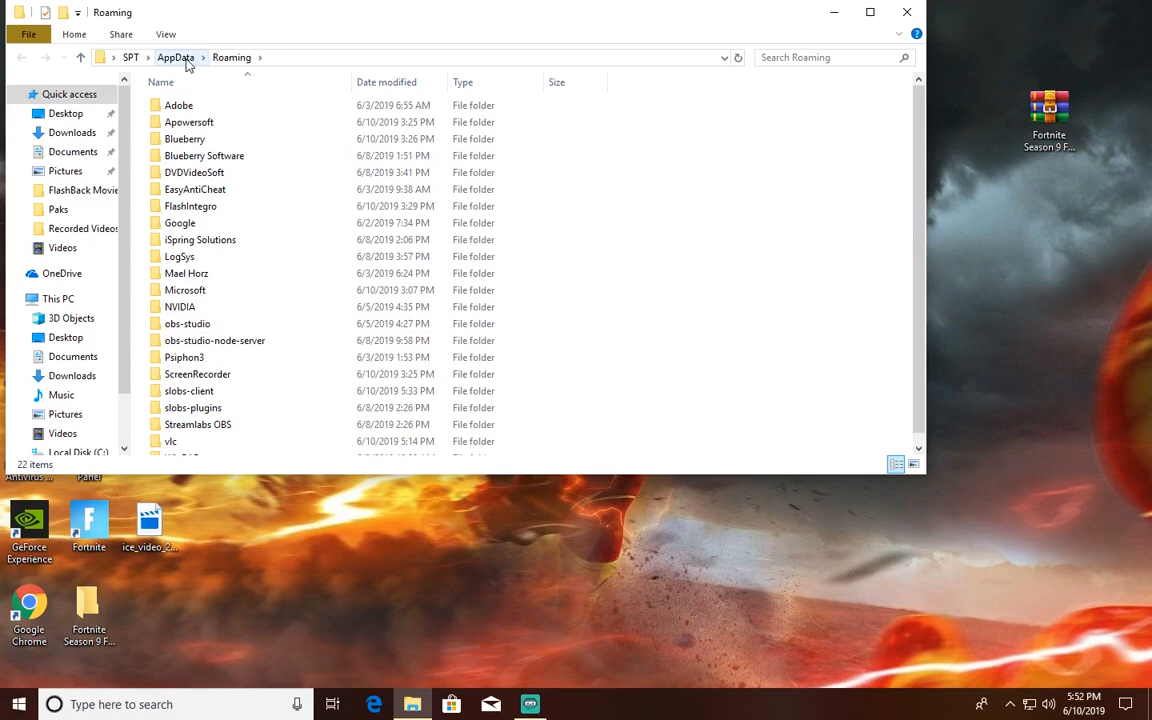 Roaming
File Home Share View
SPT AppData Roaming Search Roaming
Name Date modified Type Size
Quick access
Desktop
Downloads
Documents
Pictures
FlashBack Movie
Paks
Recorded Videos
Videos
OneDrive
This PC
3D Objects
Desktop
Documents
Downloads
Music
Pictures
Videos
Local Disk (C:)
Adobe 6/3/2019 6:55 AM File folder
Apowersoft 6/10/2019 3:25 PM File folder
Blueberry 6/10/2019 3:26 PM File folder
Blueberry Software 6/8/2019 1:51 PM File folder
DVDVideoSoft 6/8/2019 3:41 PM File folder
EasyAntiCheat 6/3/2019 9:38 AM File folder
FlashIntegro 6/10/2019 3:29 PM File folder
Google 6/2/2019 7:34 PM File folder
iSpring Solutions 6/8/2019 2:06 PM File folder
LogSys 6/8/2019 3:57 PM File folder
Mael Horz 6/3/2019 6:24 PM File folder
Microsoft 6/10/2019 3:07 PM File folder
NVIDIA 6/5/2019 4:35 PM File folder
obs-studio 6/5/2019 4:27 PM File folder
obs-studio-node-server 6/8/2019 9:58 PM File folder
Psiphon3 6/3/2019 1:53 PM File folder
ScreenRecorder 6/10/2019 3:25 PM File folder
slobs-client 6/10/2019 5:33 PM File folder
slobs-plugins 6/8/2019 2:26 PM File folder
Streamlabs OBS 6/8/2019 2:26 PM File folder
vlc 6/10/2019 5:14 PM File folder
22 items
Fortnite
Season 9 F...
Antivirus ...
Panel
GeForce
Experience
Fortnite
ice_video_2...
Google
Chrome
Fortnite
Season 9 F...
Type here to search
5:52 PM
6/10/2019